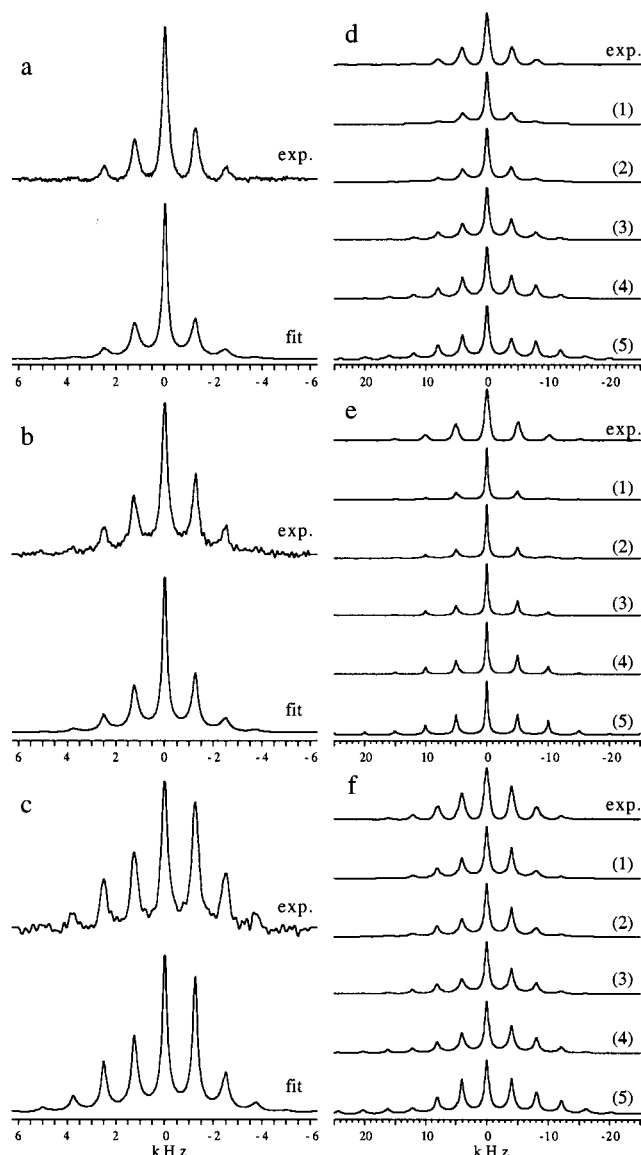 a
exp.
fit
6 4 2 0 -2 -4 -6
b
exp.
fit
6 4 2 0 -2 -4 -6
c
exp.
fit
6 4 2 0 -2 -4 -6
kHz
d
exp.
(1)
(2)
(3)
(4)
(5)
20 10 0 -10 -20
e
exp.
(1)
(2)
(3)
(4)
(5)
20 10 0 -10 -20
f
exp.
(1)
(2)
(3)
(4)
(5)
20 10 0 -10 -20
kHz